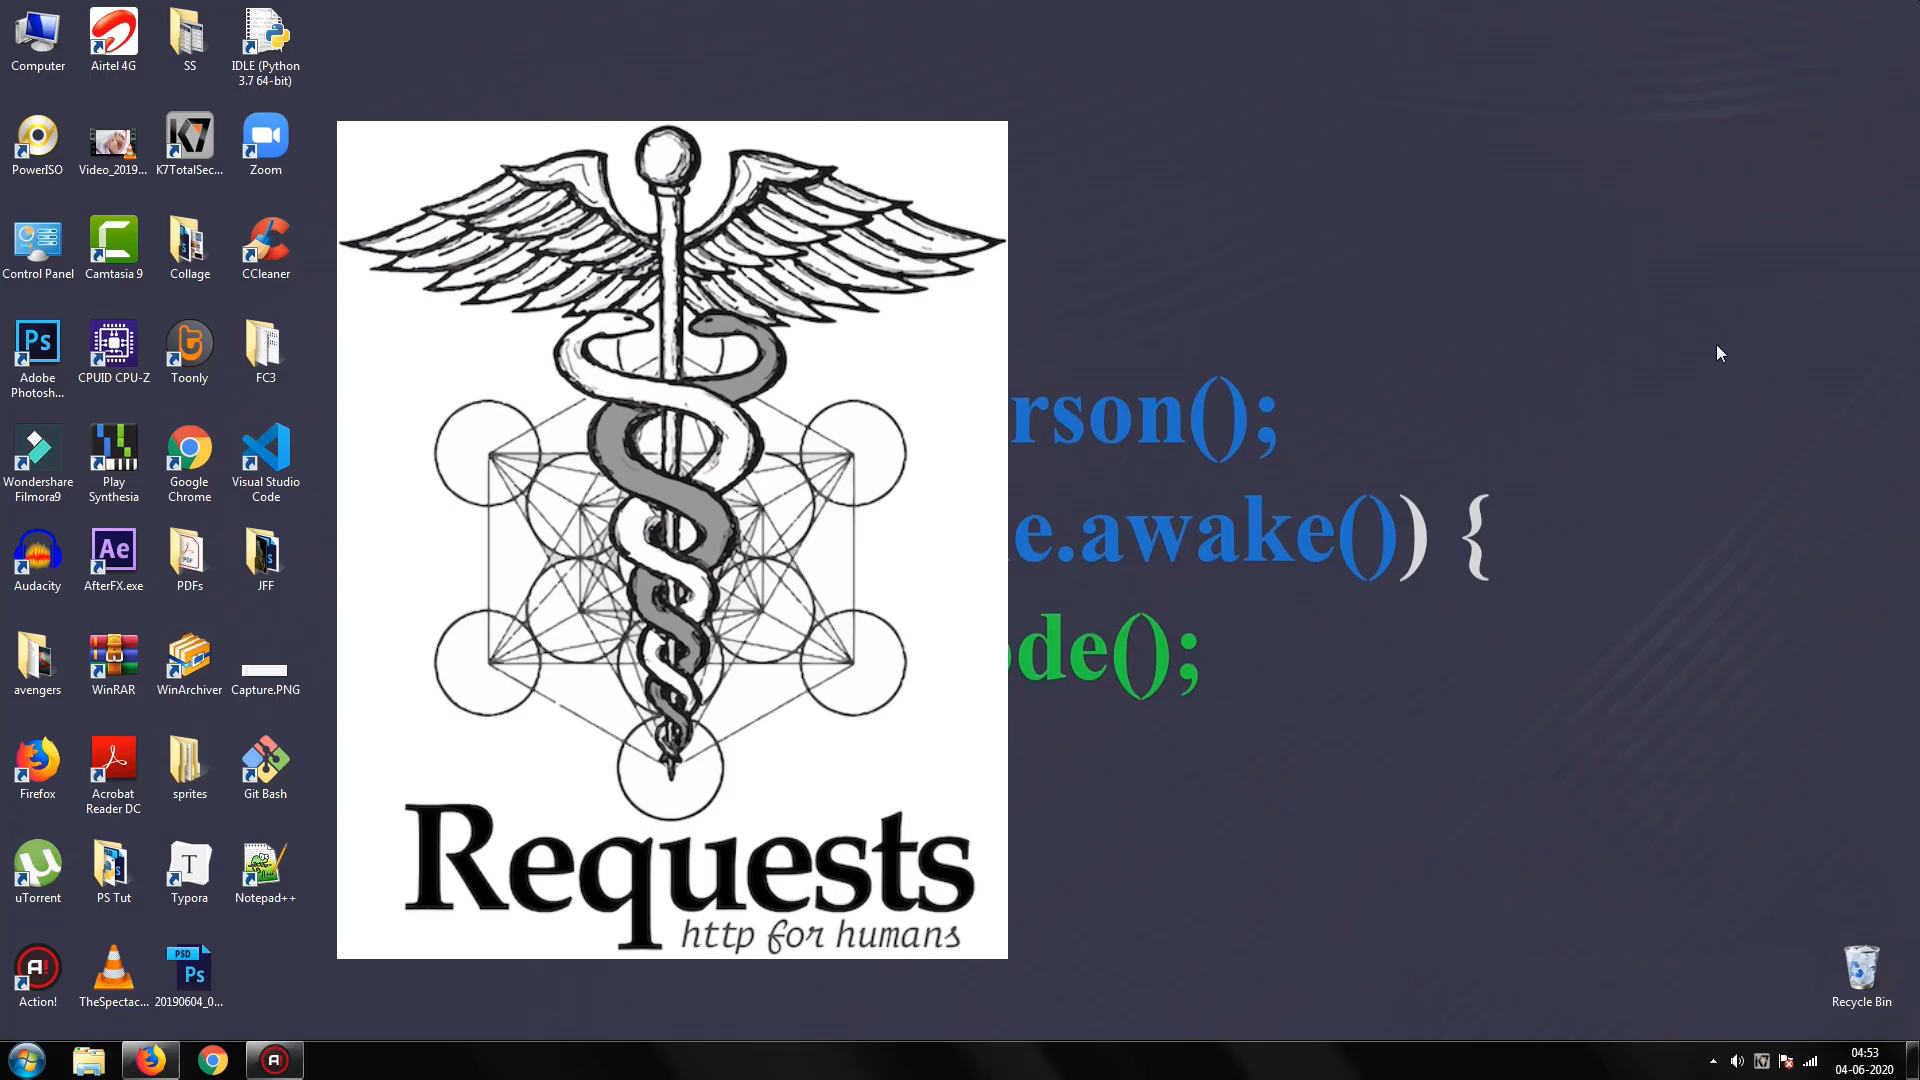 Computer
Airtel 4G
SS
IDLE (Python
3.7 64-bit)
PowerISO
Video_2019...
K7TotalSec...
Zoom
Control Panel
Camtasia 9
Collage
CCleaner
Adobe
Photosh...
CPUID CPU-Z
Toonly
FC3
Wondershare
Filmora9
Play
Synthesia
Google
Chrome
Visual Studio
Code
Audacity
AfterFX.exe
PDFs
JFF
avengers
WinRAR
WinArchiver
Capture.PNG
Firefox
Acrobat
Reader DC
sprites
Git Bash
uTorrent
PS Tut
Typora
Notepad++
Action!
TheSpectac...
20190604_0...
rson();
e.awake()) {
ode();
Requests
http for humans
Recycle Bin
04:53
04-06-2020